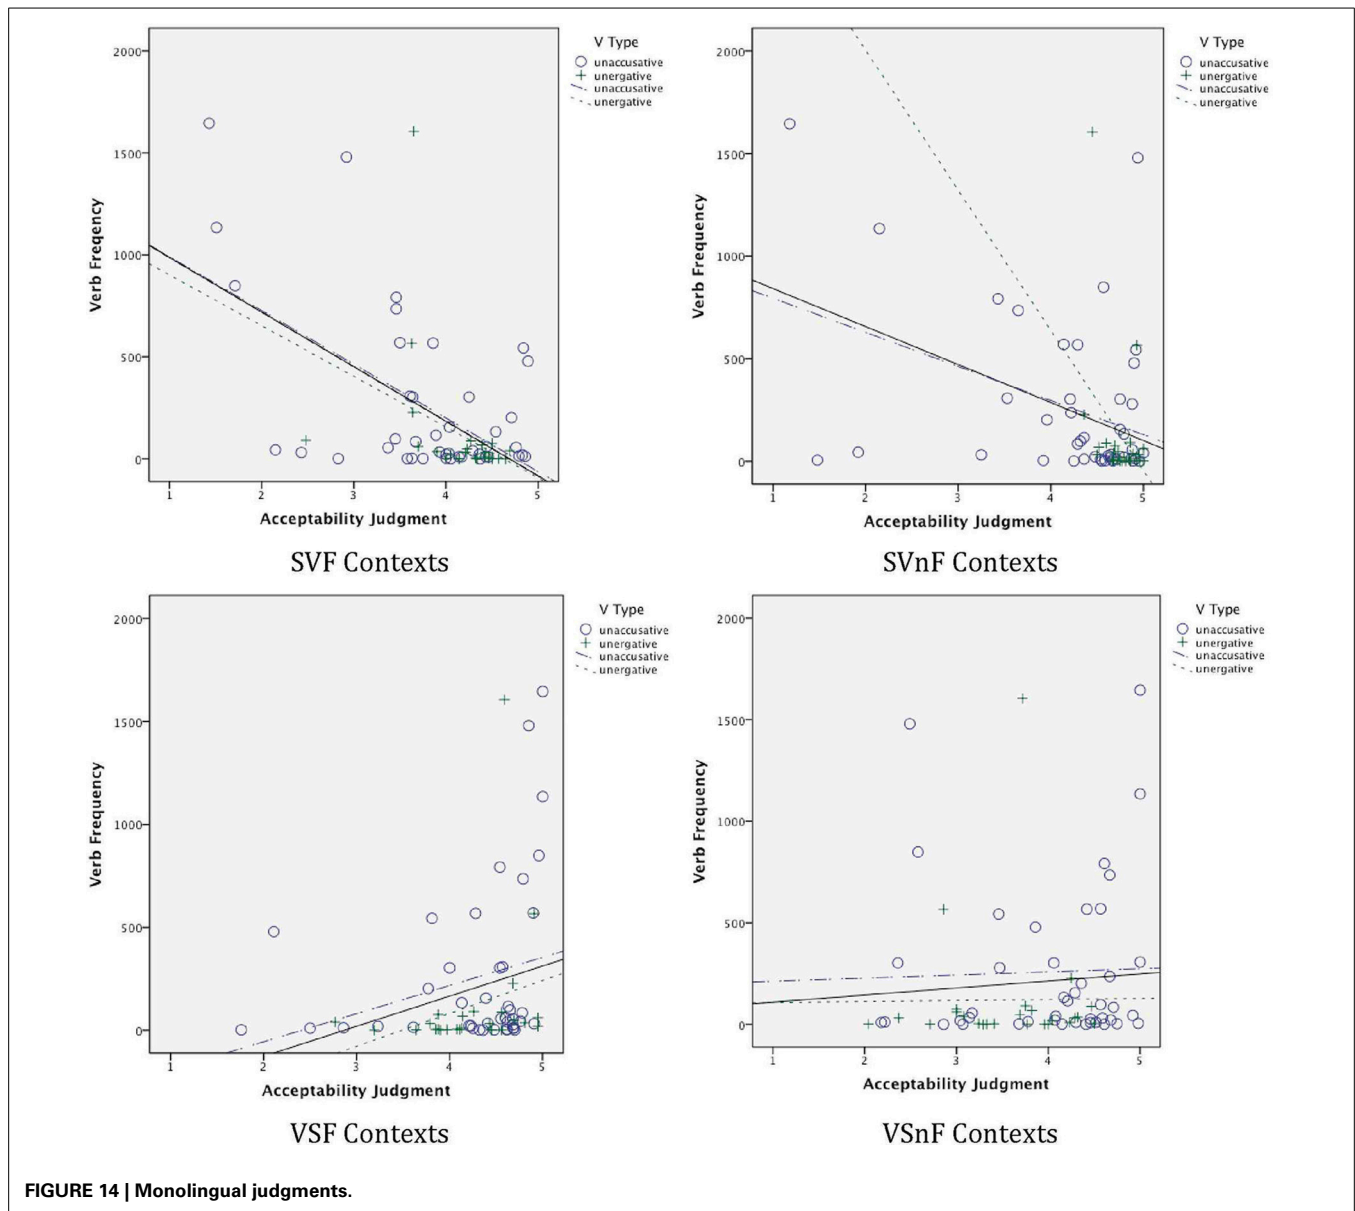 2000
1500
1000
500
0
Verb Freqency
1 2 3 4 5
Acceptability Judgment
V Type
unaccusative
unergative
unaccusative
unergative
SVF Contexts
2000
1500
1000
500
0
Verb Frequency
1 2 3 4 5
Acceptability Judgment
V Type
unaccusative
unergative
unaccusative
unergative
SVnF Contexts
2000
1500
1000
500
0
Verb Frequency
1 2 3 4 5
Acceptability Judgment
V Type
unaccusative
unergative
unaccusative
unergative
VSF Contexts
2000
1500
1000
500
0
Verb Frequency
1 2 3 4 5
Acceptability Judgment
V Type
unaccusative
unergative
unaccusative
unergative
VSnF Contexts
FIGURE 14 | Monolingual judgments.